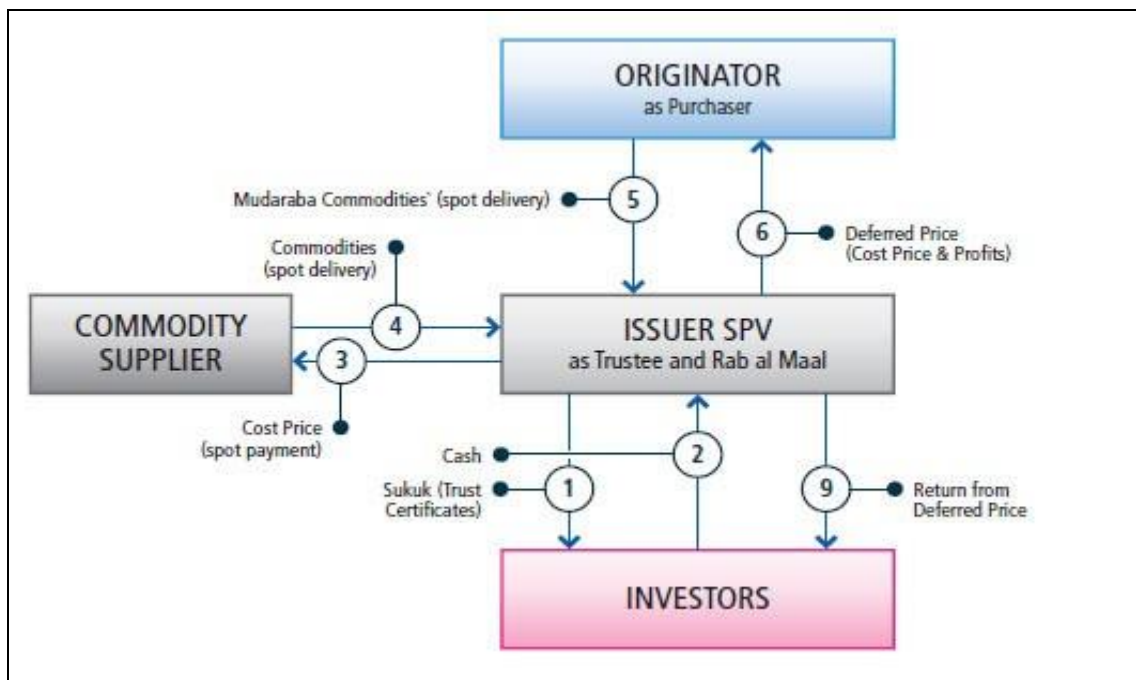 ORIGINATOR
as Purchaser
5
Mudaraba Commodities` (spot delivery)
6
Deferred Price
(Cost Price & Profits)
Commodities
(spot delivery)
COMMODITY
SUPPLIER
4
3
ISSUER SPV
as Trustee and Rab al Maal
Cost Price
(spot payment)
Cash
2
Sukuk (Trust
Certificates)
1
9
Return from
Deferred Price
INVESTORS